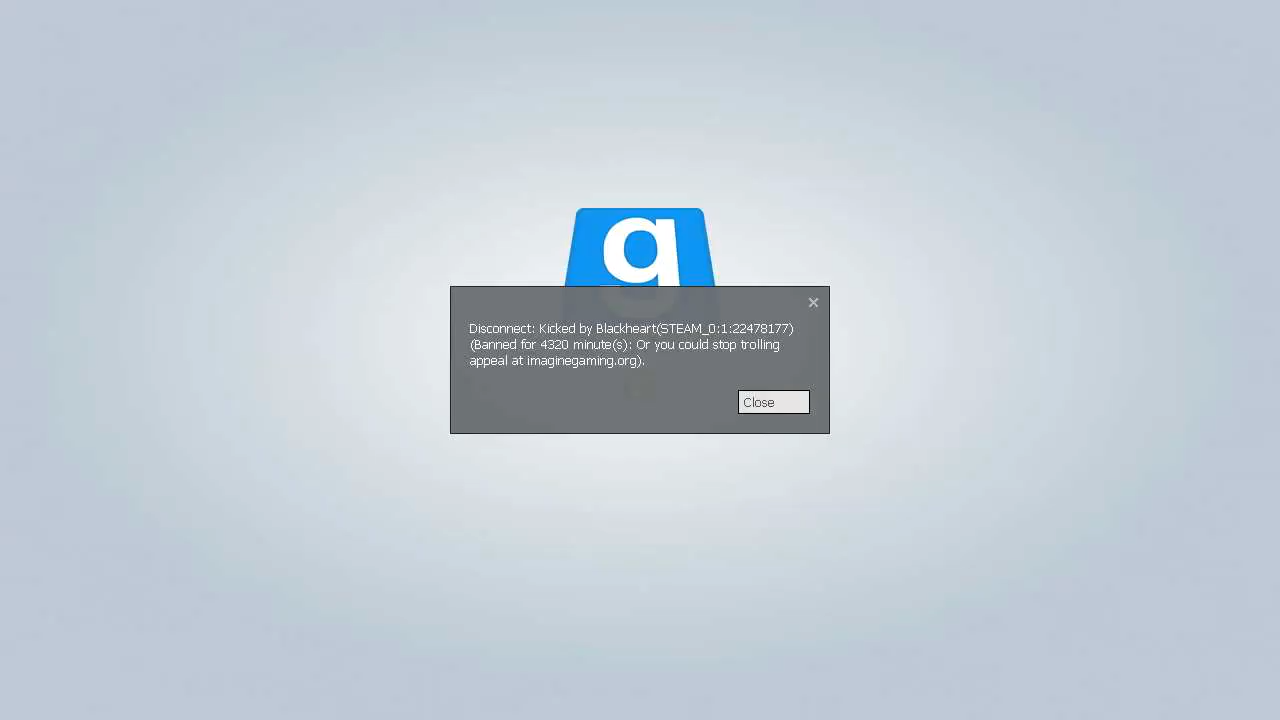 g
Disconnect: Kicked by Blackheart(STEAM_0:1:22478177)
(Banned for 4320 minute(s): Or you could stop trolling
appeal at imaginegaming.org).
Close